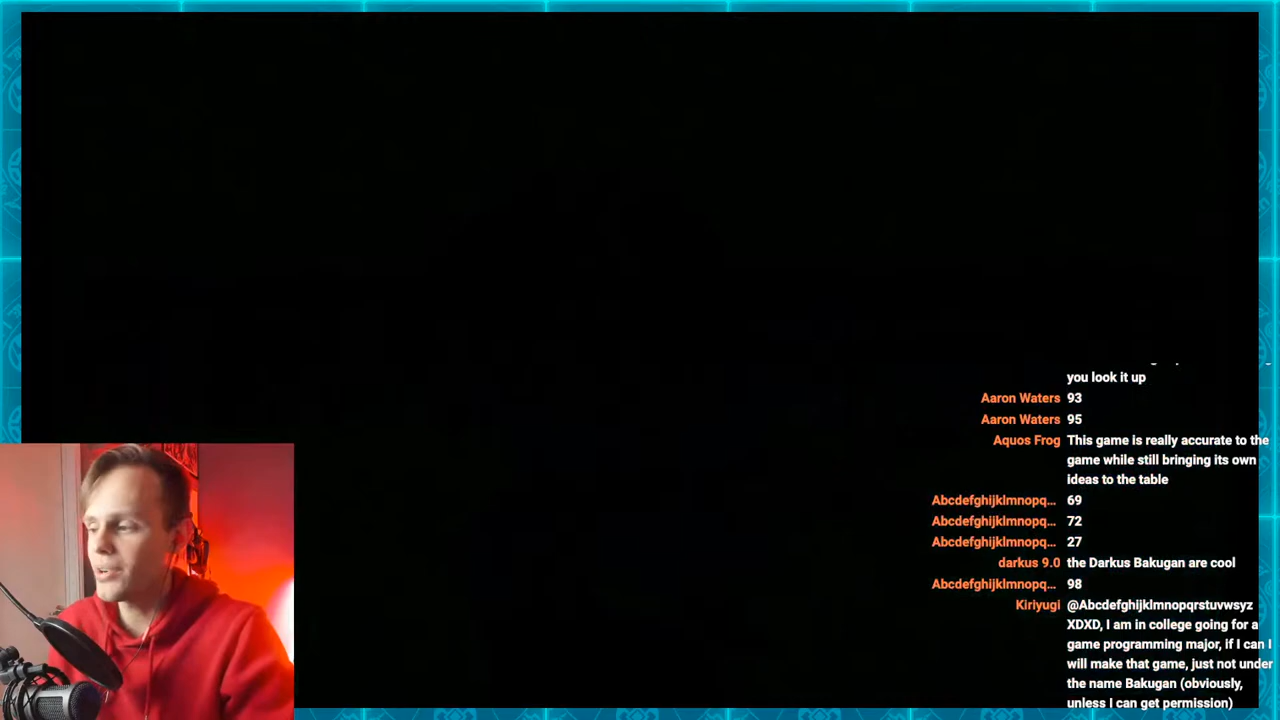 you look it up
Aaron Waters 93
Aaron Waters 95
Aquos Frog This game is really accurate to the
game while still bringing its own
ideas to the table
Abcdefghijklmnopq... 69
Abcdefghijklmnopq... 72
Abcdefghijklmnopq... 27
darkus 9.0 the Darkus Bakugan are cool
Abcdefghijklmnopq... 98
Kiriyugi @Abcdefghijklmnopqrstuvwsyz
XDXD, I am in college going for a
game programming major, if I can I
will make that game, just not under
the name Bakugan (obviously,
unless I can get permission)